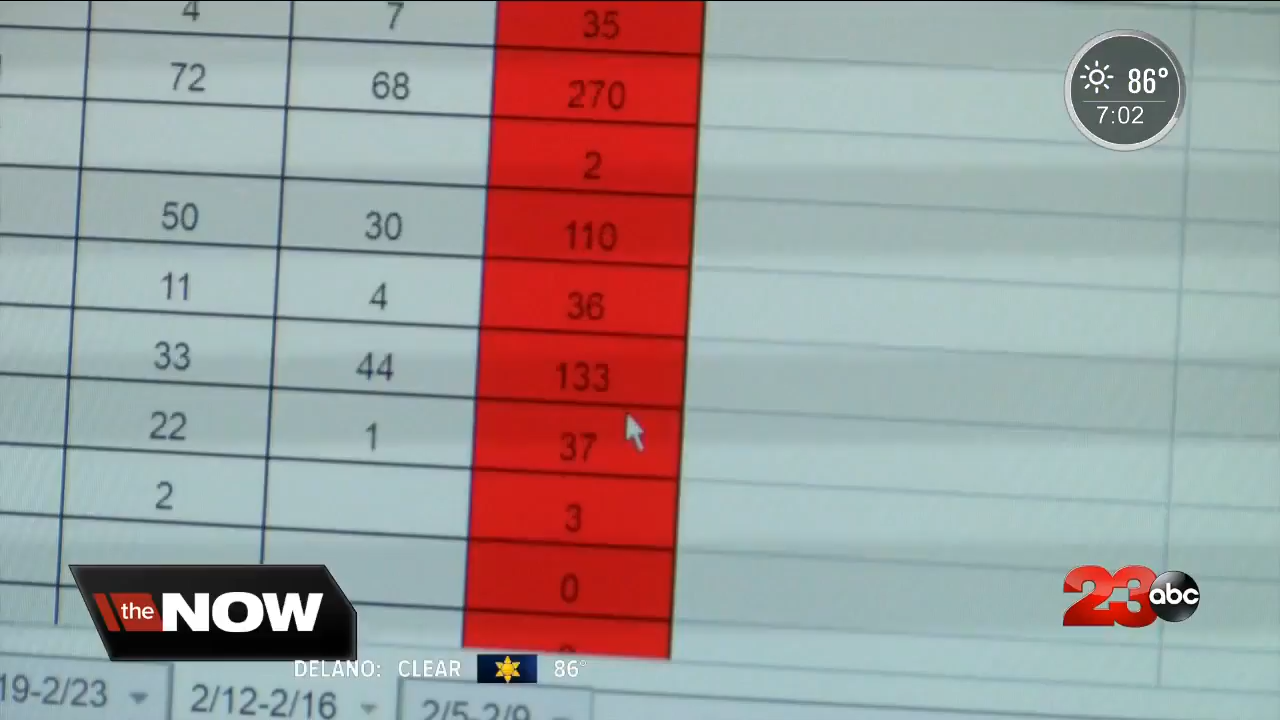 4 7 35
72 68 270
2
50 30 110
11 4 36
33 44 133
22 1 37
2 3
0
86°
7:02
the NOW
23 abc
DELANO: CLEAR 86°
19-2/23 2/12-2/16 2/5-2/9